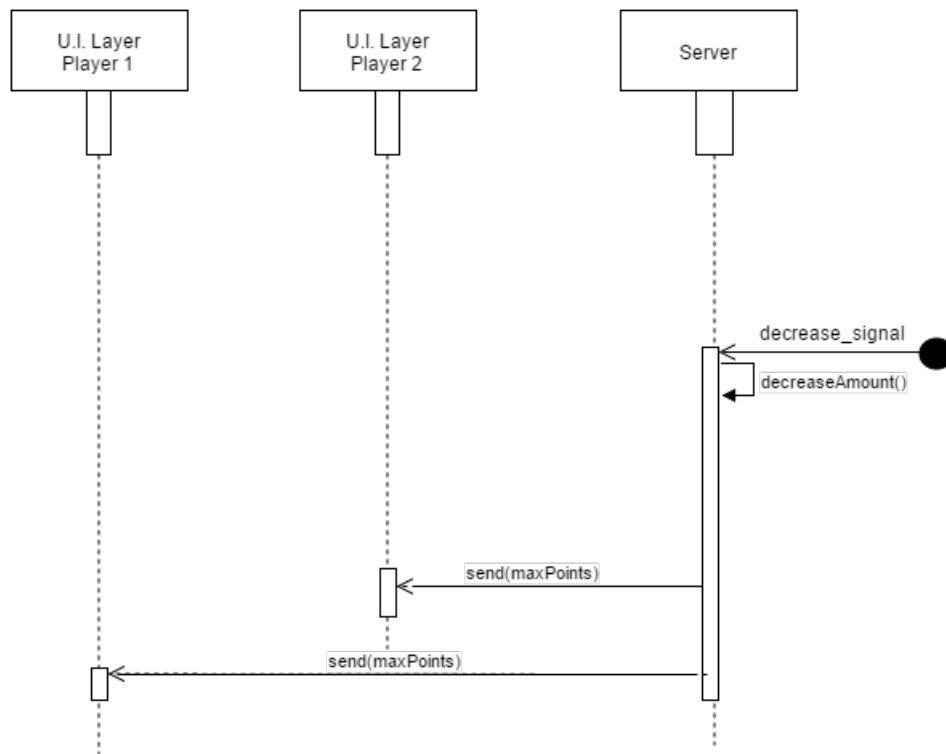 U.I. Layer
Player 1
U.I. Layer
Player 2
Server
decrease_signal
decreaseAmount()
send(maxPoints)
send(maxPoints)